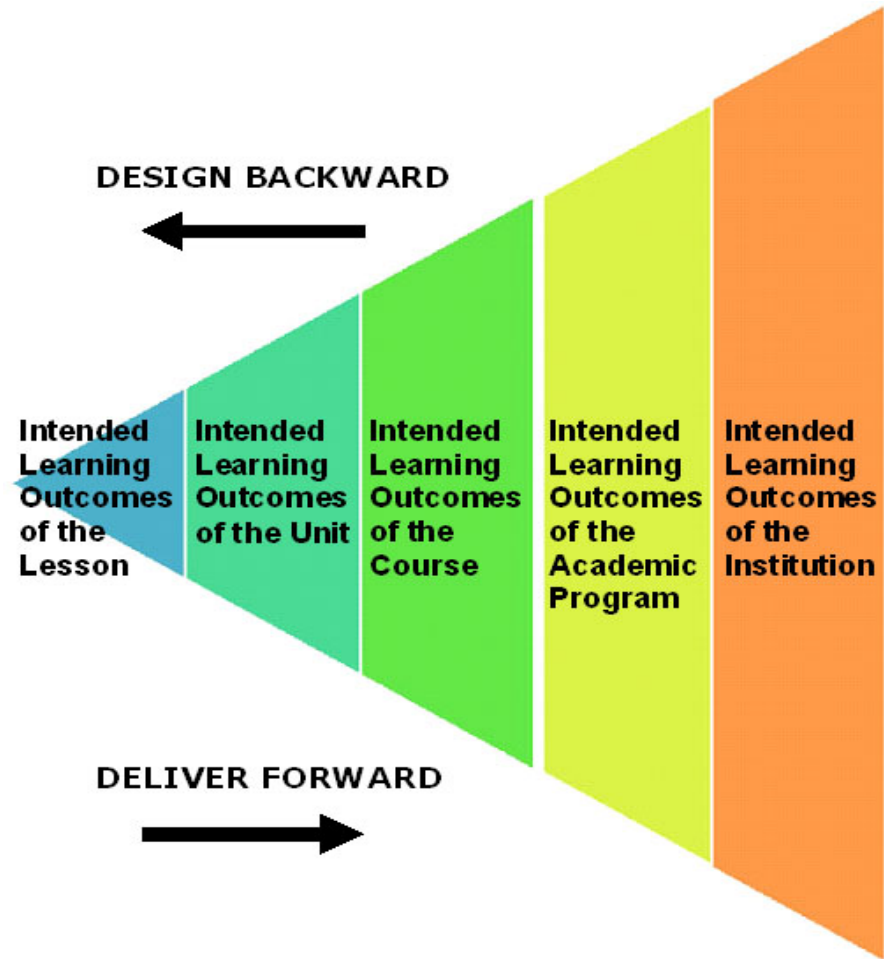 DESIGN BACKWARD
Intended
Learning
Outcomes
of the
Lesson
Intended
Learning
Outcomes
of the Unit
Intended
Learning
Outcomes
of the
Course
Intended
Learning
Outcomes
of the
Academic
Program
Intended
Learning
Outcomes
of the
Institution
DELIVER FORWARD